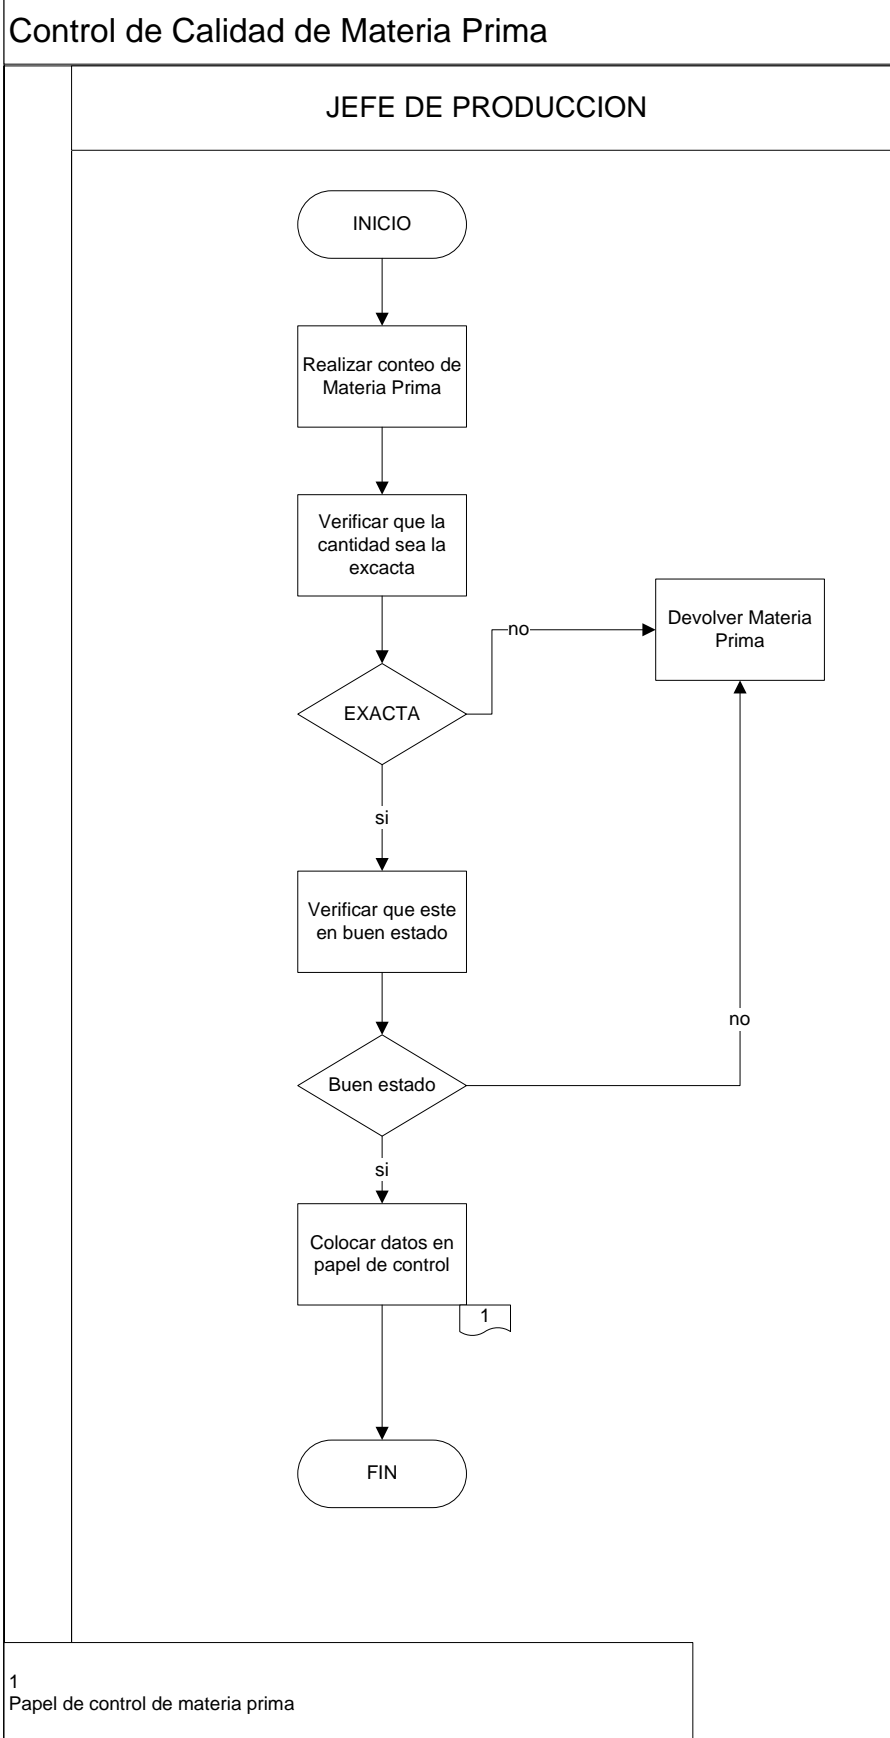 Control de Calidad de Materia Prima
JEFE DE PRODUCCION
INICIO
Realizar conteo de
Materia Prima
Verificar que la
cantidad sea la
excacta
Devolver Materia
Prima
no
EXACTA
si
Verificar que este
en buen estado
no
Buen estado
si
Colocar datos en
papel de control
1
FIN
1
Papel de control de materia prima